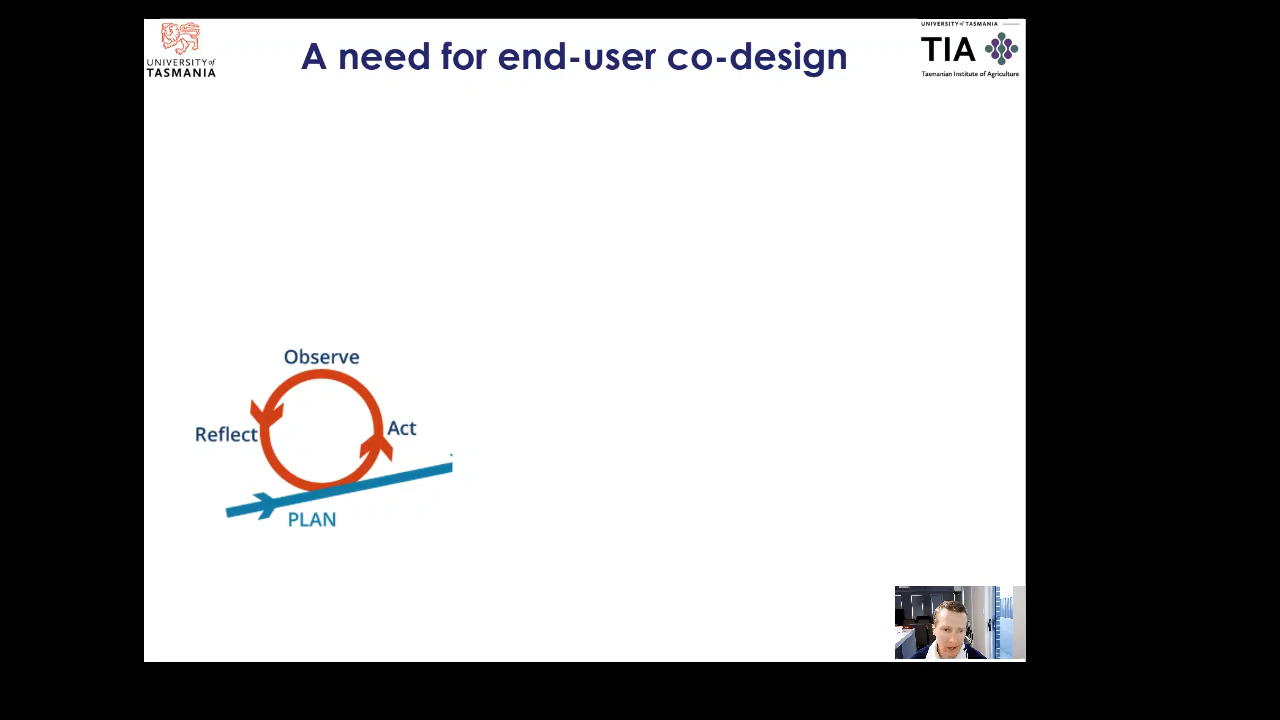 UNIVERSITY of
TASMANIA
A need for end-user co-design
UNIVERSITY of TASMANIA
TIA
Tasmanian Institute of Agriculture
Observe
Reflect
Act
PLAN